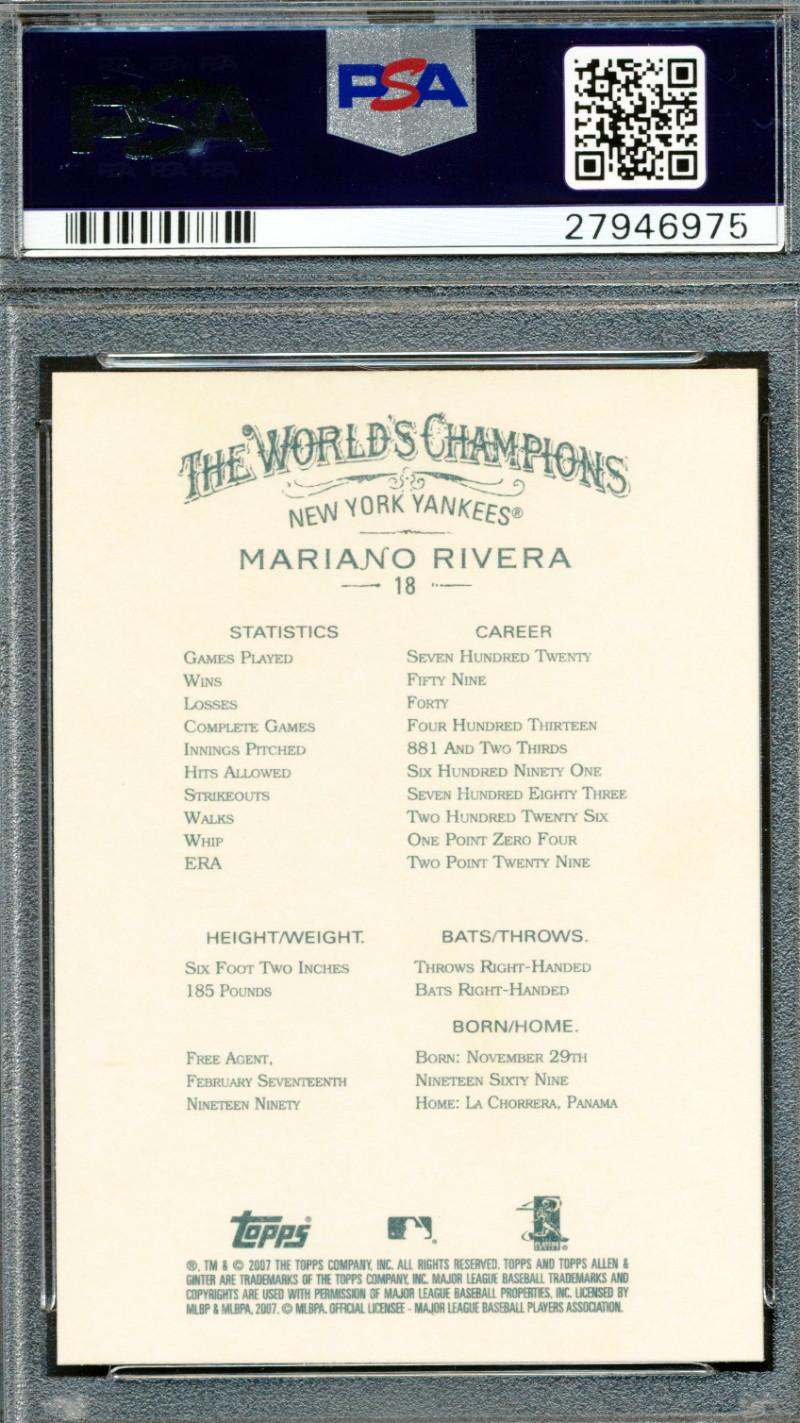 PSA
PSA
27946975
THE WORLD'S CHAMPIONS
NEW YORK YANKEES®
MARIANO RIVERA
18
STATISTICS CAREER
GAMES PLAYED SEVEN HUNDRED TWENTY
WINS FIFTY NINE
LOSSES FORTY
COMPLETE GAMES FOUR HUNDRED THIRTEEN
INNINGS PITCHED 881 AND TWO THIRDS
HITS ALLOWED SIX HUNDRED NINETY ONE
STRIKEOUTS SEVEN HUNDRED EIGHTY THREE
WALKS TWO HUNDRED TWENTY SIX
WHIP ONE POINT ZERO FOUR
ERA TWO POINT TWENTY NINE
HEIGHT/WEIGHT. BATS/THROWS.
SIX FOOT TWO INCHES THROWS RIGHT-HANDED
185 POUNDS BATS RIGHT-HANDED
BORN/HOME.
FREE AGENT, BORN: NOVEMBER 29TH
FEBRUARY SEVENTEENTH NINETEEN SIXTY NINE
NINETEEN NINETY HOME: LA CHORRERA, PANAMA
TOPPS®
®, TM & © 2007 THE TOPPS COMPANY, INC. ALL RIGHTS RESERVED. TOPPS AND TOPPS ALLEN &
GINTER ARE TRADEMARKS OF THE TOPPS COMPANY, INC. MAJOR LEAGUE BASEBALL TRADEMARKS AND
COPYRIGHTS ARE USED WITH PERMISSION OF MAJOR LEAGUE BASEBALL PROPERTIES, INC. LICENSED BY
MLBP & MLBPA, 2007. © MLBPA. OFFICIAL LICENSEE - MAJOR LEAGUE BASEBALL PLAYERS ASSOCIATION.